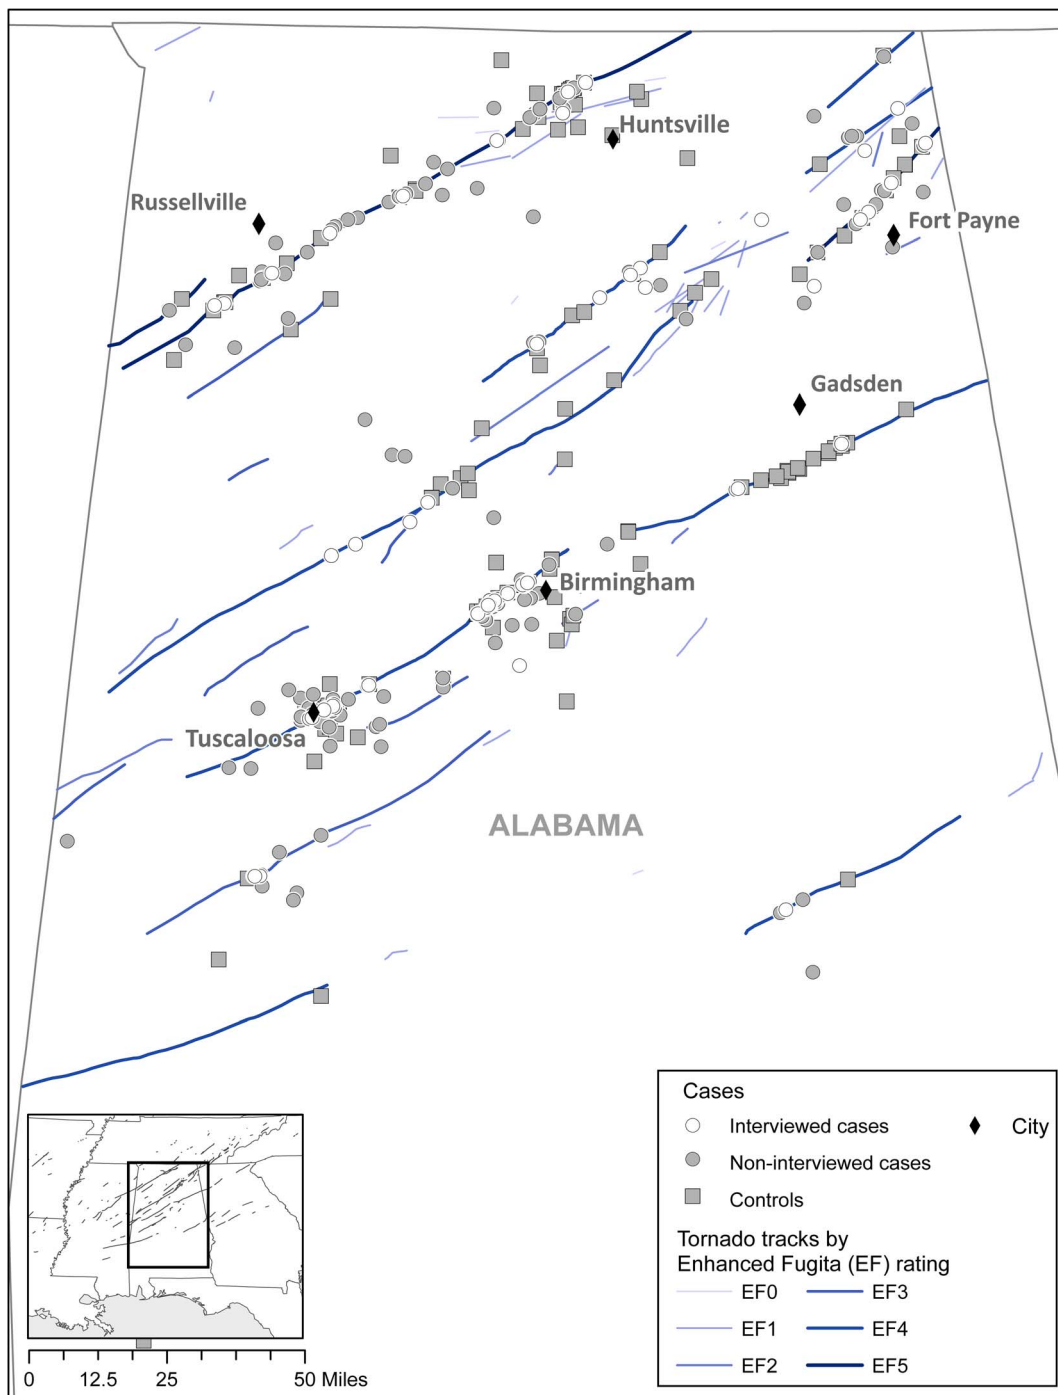 Huntsville
Russellville
Fort Payne
Gadsden
Birmingham
Tuscaloosa
ALABAMA
Cases
Interviewed cases
City
Non-interviewed cases
Controls
Tornado tracks by
Enhanced Fugita (EF) rating
EF0
EF3
EF1
EF4
EF2
EF5
0 12.5 25 50 Miles